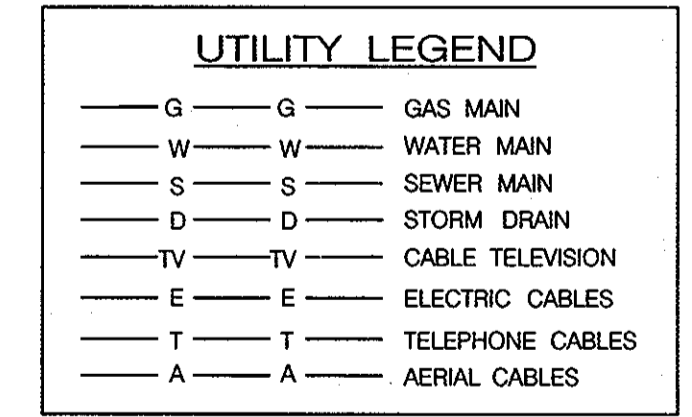 UTILITY LEGEND
G G GAS MAIN
W W WATER MAIN
S S SEWER MAIN
D D STORM DRAIN
TV TV CABLE TELEVISION
E E ELECTRIC CABLES
T T TELEPHONE CABLES
A A AERIAL CABLES